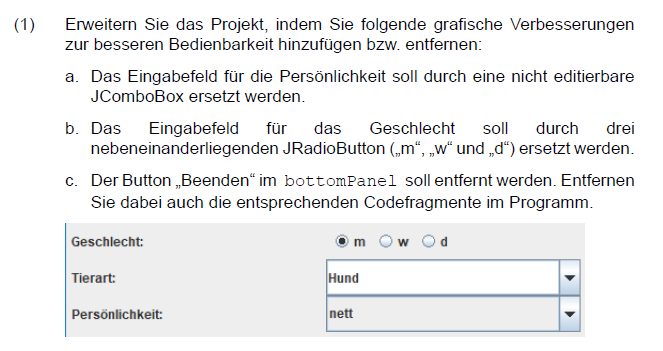 (1) Erweitern Sie das Projekt, indem Sie folgende grafische Verbesserungen
zur besseren Bedienbarkeit hinzufügen bzw. entfernen:
a. Das Eingabefeld für die Persönlichkeit soll durch eine nicht editierbare
JComboBox ersetzt werden.
b. Das Eingabefeld für das Geschlecht soll durch drei
nebeneinanderliegenden JRadioButton („m“, „w“ und „d“) ersetzt werden.
c. Der Button „Beenden“ im bottomPanel soll entfernt werden. Entfernen
Sie dabei auch die entsprechenden Codefragmente im Programm.
Geschlecht: m w d
Tierart: Hund
Persönlichkeit: nett